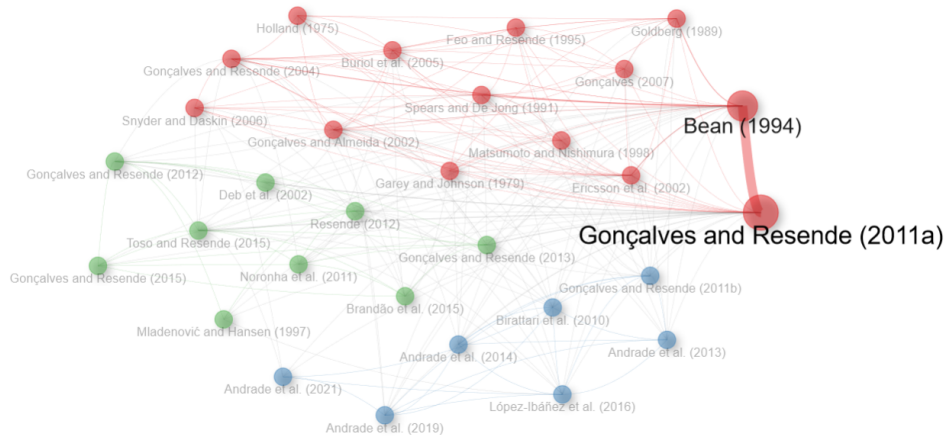 Holland (1975)
Feo and Resende (1995)
Goldberg (1989)
Gonçalves and Resende (2004)
Buriol et al. (2005)
Gonçalves (2007)
Snyder and Daskin (2006)
Spears and De Jong (1991)
Bean (1994)
Gonçalves and Almeida (2002)
Matsumoto and Nishimura (1998)
Gonçalves and Resende (2012)
Garey and Johnson (1979)
Ericsson et al. (2002)
Deb et al. (2002)
Resende (2012)
Toso and Resende (2015)
Gonçalves and Resende (2011a)
Gonçalves and Resende (2013)
Gonçalves and Resende (2015)
Noronha et al. (2011)
Gonçalves and Resende (2011b)
Brandão et al. (2015)
Birattari et al. (2010)
Mladenović and Hansen (1997)
Andrade et al. (2014)
Andrade et al. (2013)
Andrade et al. (2021)
López-Ibáñez et al. (2016)
Andrade et al. (2019)